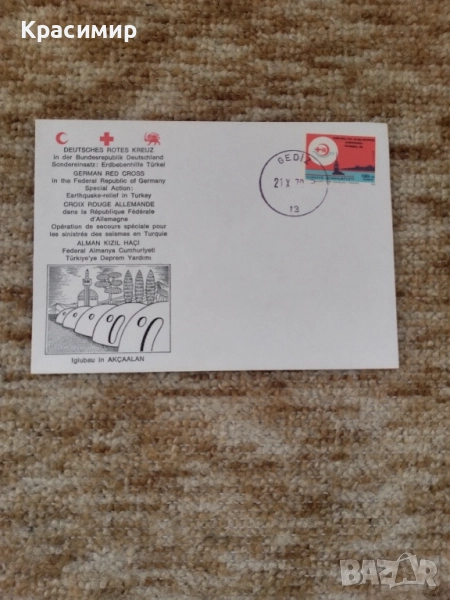 Красимир
DEUTSCHES ROTES KREUZ
in der Bundesrepublik Deutschland
Sondereinsatz: Erdbebenhilfe Türkei
GERMAN RED CROSS
in the Federal Republic of Germany
Special Action:
Earthquake-relief in Turkey
CROIX ROUGE ALLEMANDE
dans la République Fédérale
d'Allemagne
Opération de secours spéciale pour
les sinistrés des seismes en Turquie
ALMAN KIZIL HAÇI
Federal Almanya Cumhuriyeti
Türkiye'ye Deprem Yardımı
Iglubau in AKÇAALAN
GEDİZ
21 X 70
13
BAZAR